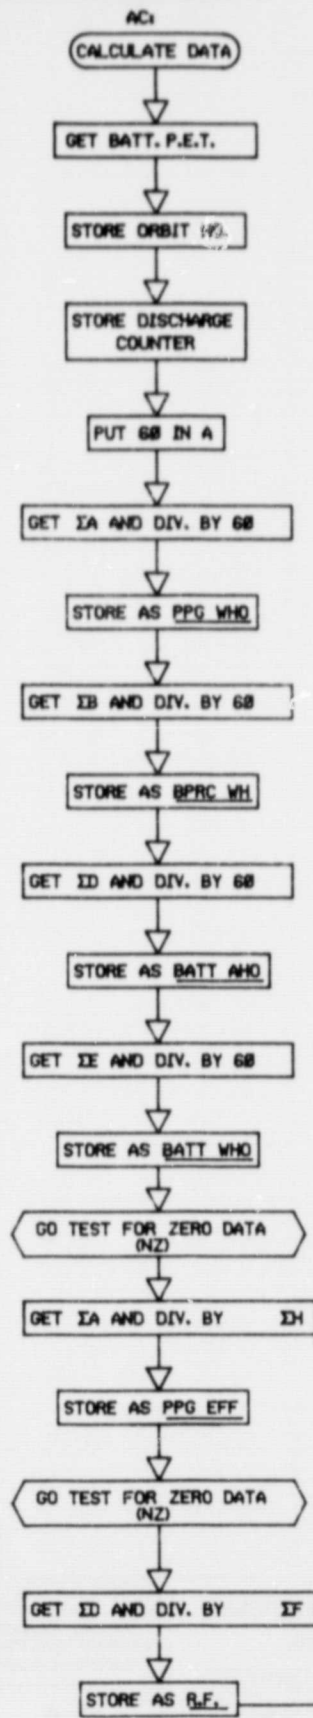 AC:
CALCULATE DATA
GET BATT. P.E.T.
STORE ORBIT NO.
STORE DISCHARGE
COUNTER
PUT 60 IN A
GET ΣA AND DIV. BY 60
STORE AS PPG WHO
GET ΣB AND DIV. BY 60
STORE AS BPRC WH
GET ΣD AND DIV. BY 60
STORE AS BATT AHO
GET ΣE AND DIV. BY 60
STORE AS BATT WHO
GO TEST FOR ZERO DATA
(NZ)
GET ΣA AND DIV. BY ΣH
STORE AS PPG EFF
GO TEST FOR ZERO DATA
(NZ)
GET ΣD AND DIV. BY ΣF
STORE AS R.F.